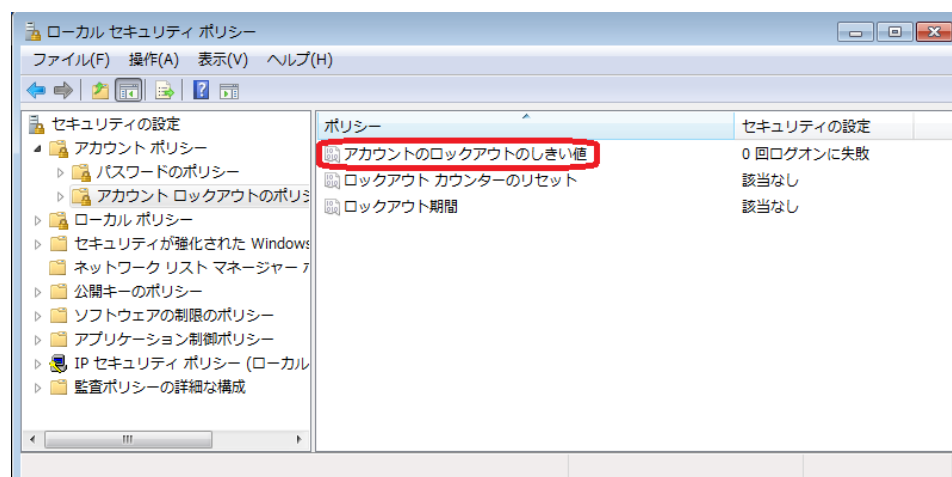 ローカル セキュリティ ポリシー
ファイル(F) 操作(A) 表示(V) ヘルプ(H)
セキュリティの設定
アカウント ポリシー
パスワードのポリシー
アカウント ロックアウトのポリシ
ローカル ポリシー
セキュリティが強化された Windows
ネットワーク リスト マネージャー
公開キーのポリシー
ソフトウェアの制限のポリシー
アプリケーション制御ポリシー
IP セキュリティ ポリシー (ローカル
監査ポリシーの詳細な構成
ポリシー セキュリティの設定
アカウントのロックアウトのしきい値 0 回ログオンに失敗
ロックアウト カウンターのリセット 該当なし
ロックアウト期間 該当なし